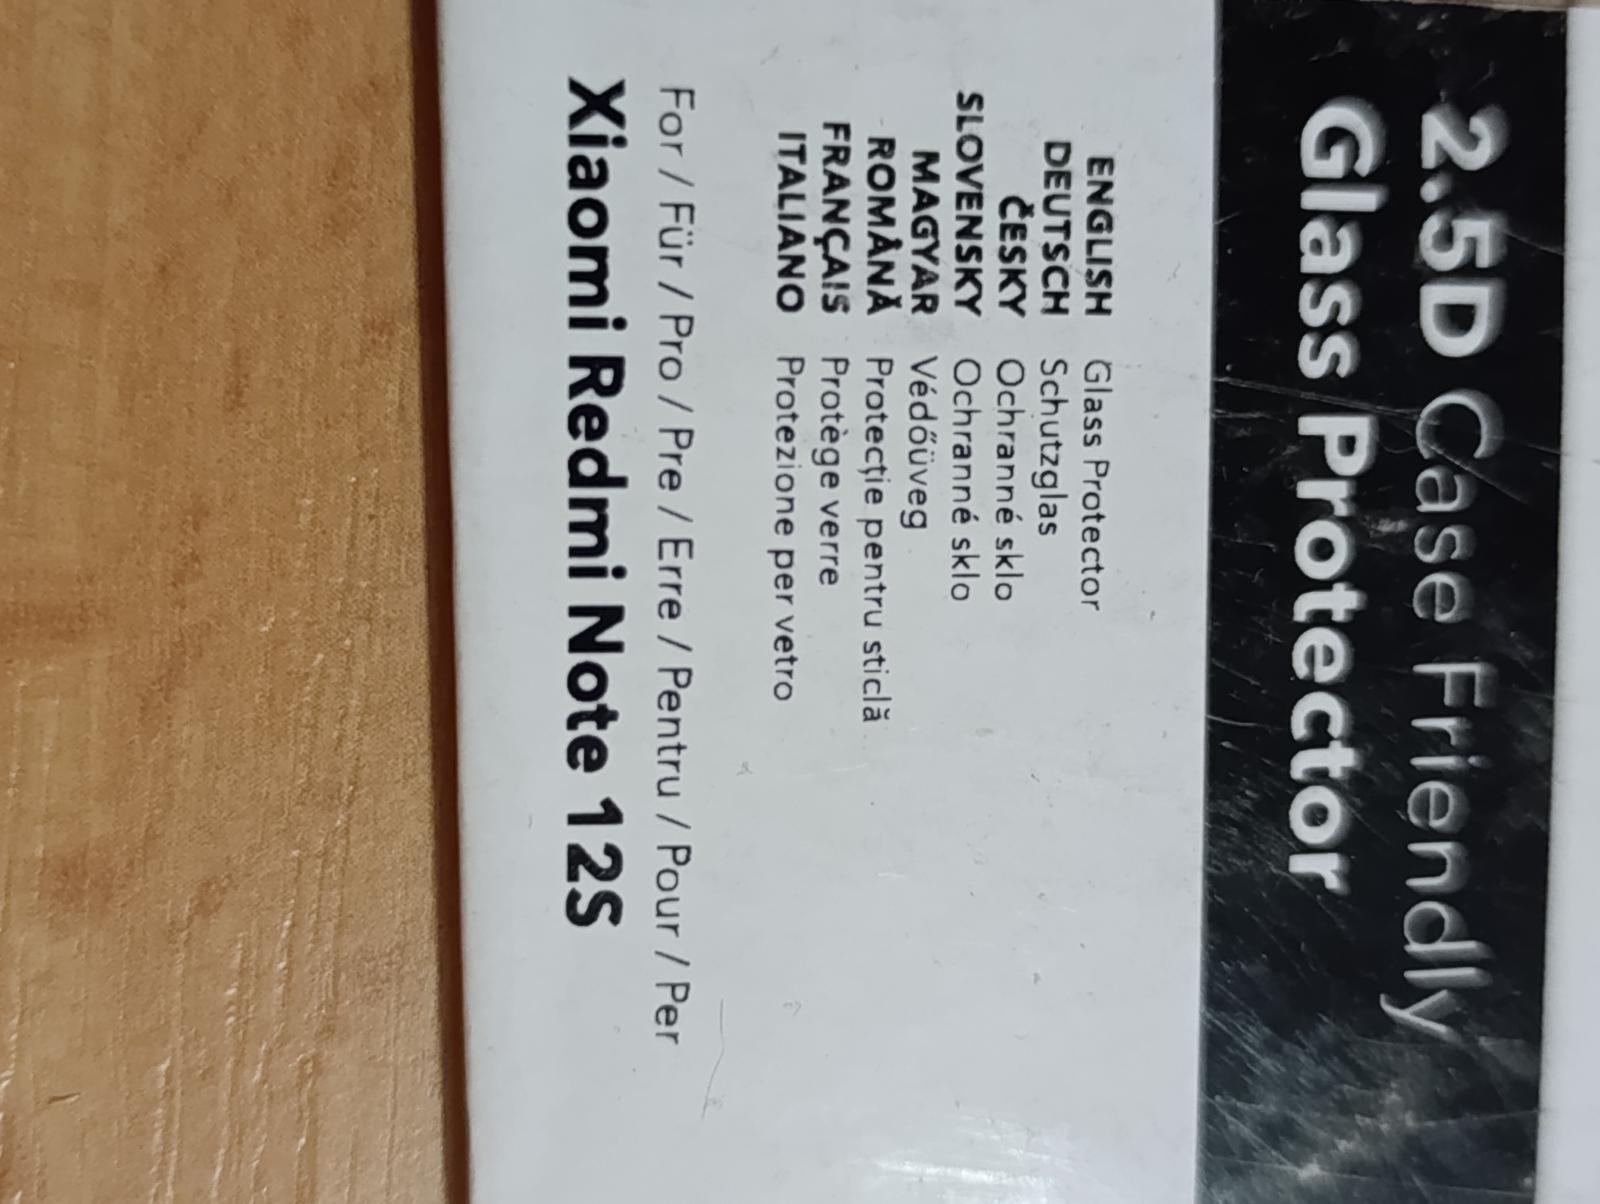 2.5D Case Friendly
Glass Protector
ENGLISH Glass Protector
DEUTSCH Schutzglas
ČESKY Ochranné sklo
SLOVENSKY Ochranné sklo
MAGYAR Védőüveg
ROMÂNĂ Protecție pentru sticlă
FRANÇAIS Protège verre
ITALIANO Protezione per vetro
For / Für / Pro / Pre / Erre / Pentru / Pour / Per
Xiaomi Redmi Note 12S